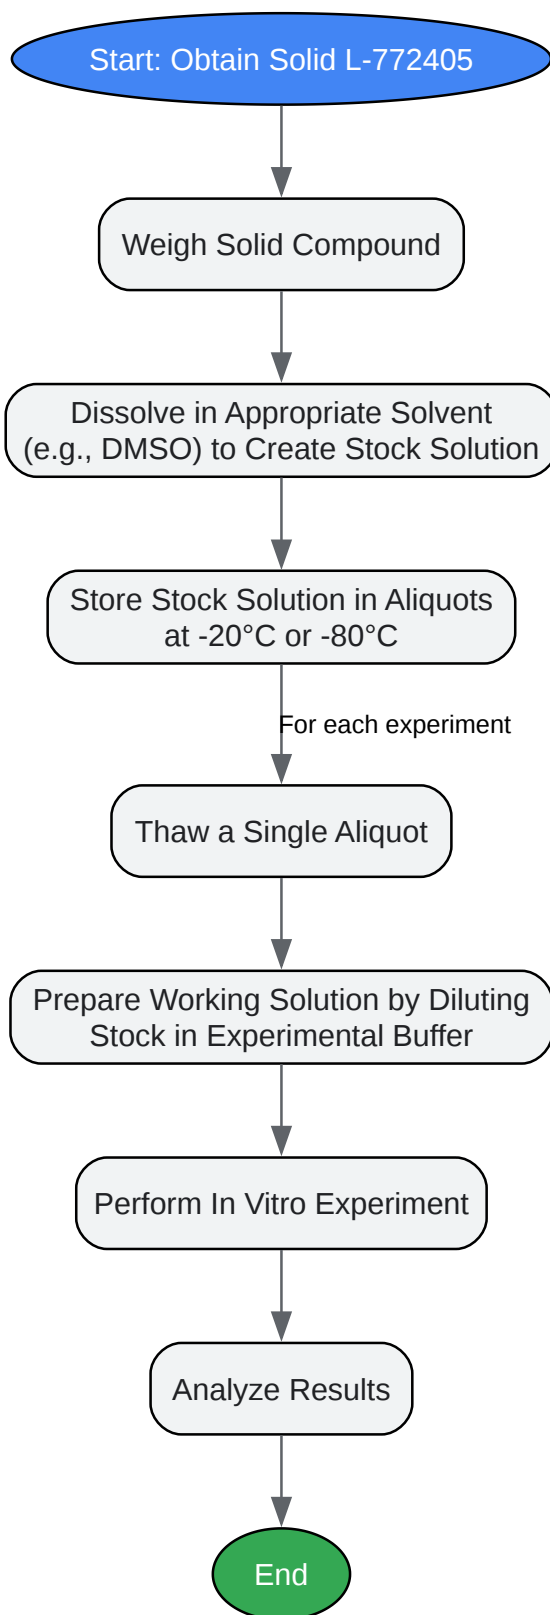 Start: Obtain Solid L-772405
Weigh Solid Compound
Dissolve in Appropriate Solvent
(e.g., DMSO) to Create Stock Solution
Store Stock Solution in Aliquots
at -20°C or -80°C
For each experiment
Thaw a Single Aliquot
Prepare Working Solution by Diluting
Stock in Experimental Buffer
Perform In Vitro Experiment
Analyze Results
End